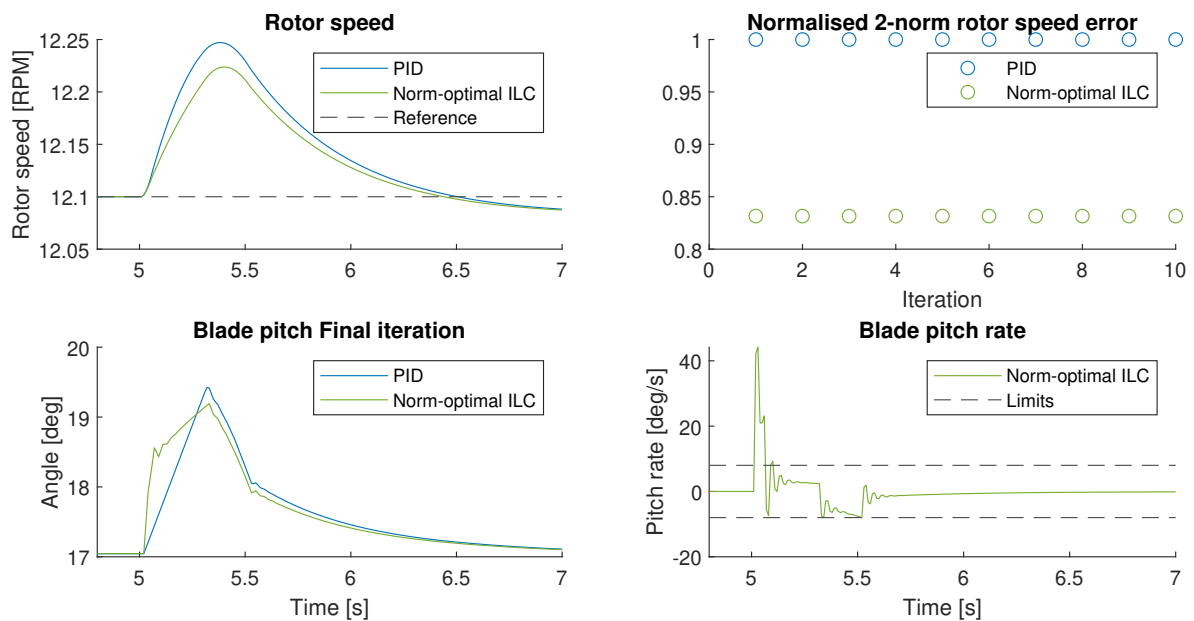 Rotor speed
Rotor speed [RPM]
12.25
12.2
12.15
12.1
12.05
5
5.5
6
6.5
7
PID
Norm-optimal ILC
Reference
Normalised 2-norm rotor speed error
1
0.95
0.9
0.85
0.8
0
2
4
6
8
10
Iteration
PID
Norm-optimal ILC
Blade pitch Final iteration
Angle [deg]
20
19
18
17
5
5.5
6
6.5
7
Time [s]
PID
Norm-optimal ILC
Blade pitch rate
Pitch rate [deg/s]
40
20
0
-20
5
5.5
6
6.5
7
Time [s]
Norm-optimal ILC
Limits